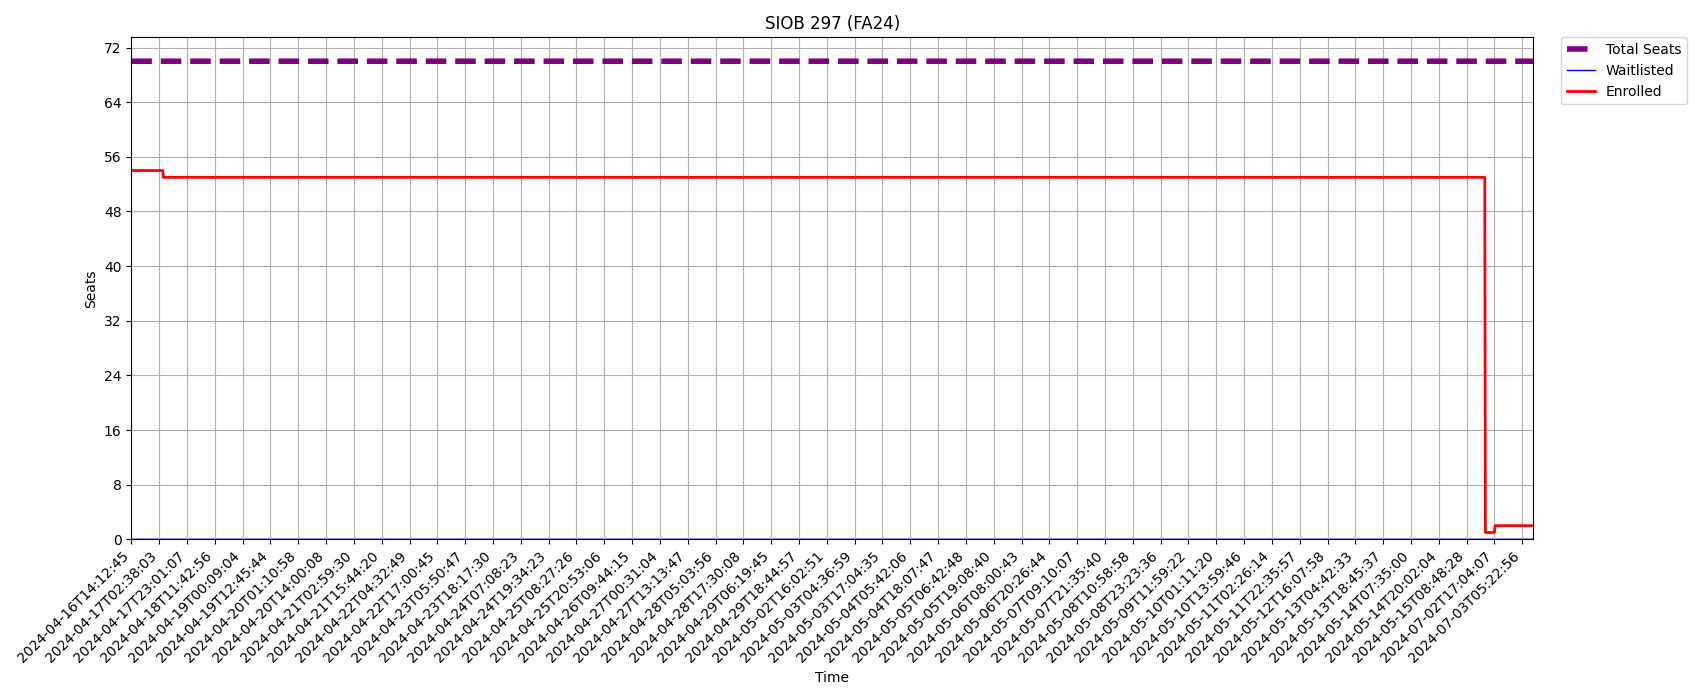 SIOB 297 (FA24)
Total Seats
Waitlisted
Enrolled
72
64
56
48
40
32
24
16
8
0
Seats
2024-04-16T14:12:45
2024-04-17T02:38:03
2024-04-17T23:01:07
2024-04-18T11:42:56
2024-04-19T00:09:04
2024-04-19T12:45:44
2024-04-20T01:10:58
2024-04-20T14:00:08
2024-04-21T02:59:30
2024-04-21T15:44:20
2024-04-22T04:32:49
2024-04-22T17:00:45
2024-04-23T05:50:47
2024-04-23T18:17:30
2024-04-24T07:08:23
2024-04-24T19:34:23
2024-04-25T08:27:26
2024-04-25T20:53:06
2024-04-26T09:44:15
2024-04-27T00:31:04
2024-04-27T13:13:47
2024-04-28T05:03:56
2024-04-28T17:30:08
2024-04-29T06:19:45
2024-04-29T18:44:57
2024-05-02T16:02:51
2024-05-03T04:36:59
2024-05-03T17:04:35
2024-05-04T05:42:06
2024-05-04T18:07:47
2024-05-05T06:42:48
2024-05-05T19:08:40
2024-05-06T08:00:43
2024-05-06T20:26:44
2024-05-07T09:10:07
2024-05-07T21:35:40
2024-05-08T10:58:58
2024-05-08T23:23:36
2024-05-09T11:59:22
2024-05-10T01:11:20
2024-05-10T13:59:46
2024-05-11T02:26:14
2024-05-11T22:35:57
2024-05-12T16:07:58
2024-05-13T04:42:33
2024-05-13T18:45:37
2024-05-14T07:35:00
2024-05-14T20:02:04
2024-05-15T08:48:28
2024-07-02T17:04:07
2024-07-03T05:22:56
Time